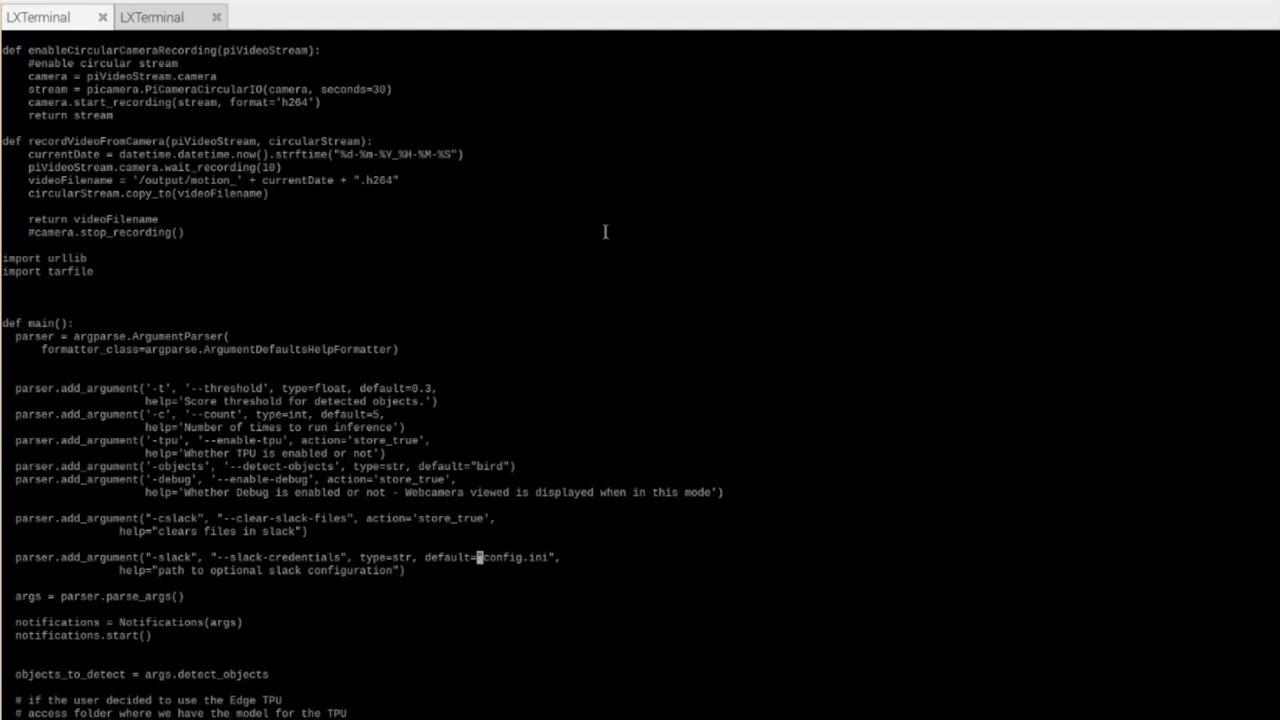 LXTerminal
LXTerminal
def enableCircularCameraRecording(piVideoStream):
    #enable circular stream
    camera = piVideoStream.camera
    stream = picamera.PiCameraCircularIO(camera, seconds=30)
    camera.start_recording(stream, format='h264')
    return stream
def recordVideoFromCamera(piVideoStream, circularStream):
    currentDate = datetime.datetime.now().strftime("%d-%m-%Y_%H-%M-%S")
    piVideoStream.camera.wait_recording(10)
    videoFilename = '/output/motion_' + currentDate + ".h264"
    circularStream.copy_to(videoFilename)
    return videoFilename
    #camera.stop_recording()
import urllib
import tarfile
def main():
  parser = argparse.ArgumentParser(
      formatter_class=argparse.ArgumentDefaultsHelpFormatter)
  parser.add_argument('-t', '--threshold', type=float, default=0.3,
                      help='Score threshold for detected objects.')
  parser.add_argument('-c', '--count', type=int, default=5,
                      help='Number of times to run inference')
  parser.add_argument('-tpu', '--enable-tpu', action='store_true',
                      help='Whether TPU is enabled or not')
  parser.add_argument('-objects', '--detect-objects', type=str, default="bird")
  parser.add_argument('-debug', '--enable-debug', action='store_true',
                      help='Whether Debug is enabled or not - Webcamera viewed is displayed when in this mode')
  parser.add_argument("-cslack", "--clear-slack-files", action='store_true',
                  help="clears files in slack")
  parser.add_argument("-slack", "--slack-credentials", type=str, default="config.ini",
                  help="path to optional slack configuration")
  args = parser.parse_args()
  notifications = Notifications(args)
  notifications.start()
  objects_to_detect = args.detect_objects
  # if the user decided to use the Edge TPU
  # access folder where we have the model for the TPU